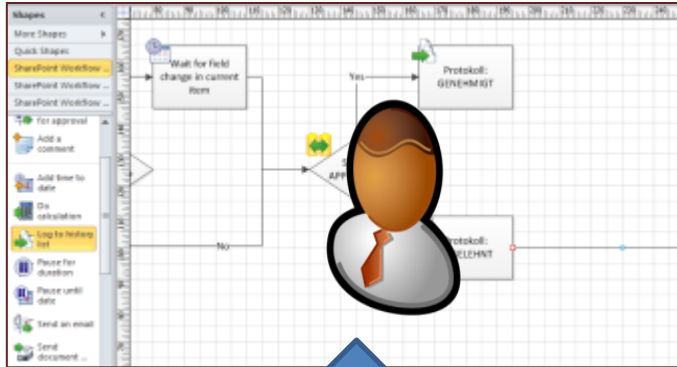 Shapes
More Shapes
Quick Shapes
SharePoint Workflow ...
SharePoint Workflow ...
SharePoint Workflow ...
for approval
Add a
comment
Add time to
date
Do
calculation
Log to history
list
Pause for
duration
Pause until
date
Send an email
Send
document ...
Wait for field
change in current
item
Yes
No
Protokoll:
GENEHMIGT